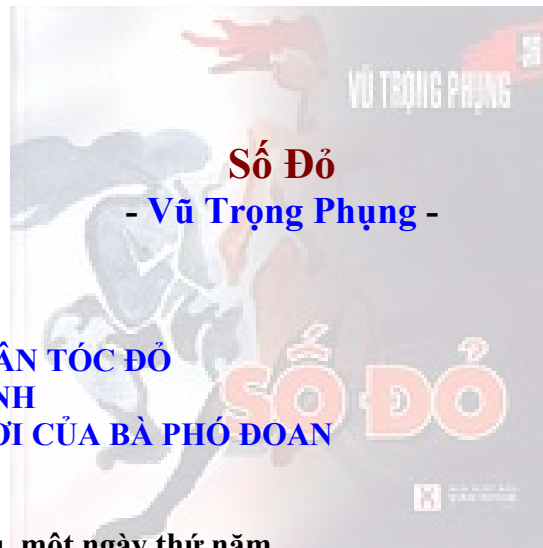 VŨ TRỌNG PHỤNG
Số Đỏ
- Vũ Trọng Phụng -
ÂN TÓC ĐỎ
NH
ƠI CỦA BÀ PHÓ ĐOAN
SỐ ĐỎ
một ngày thứ năm